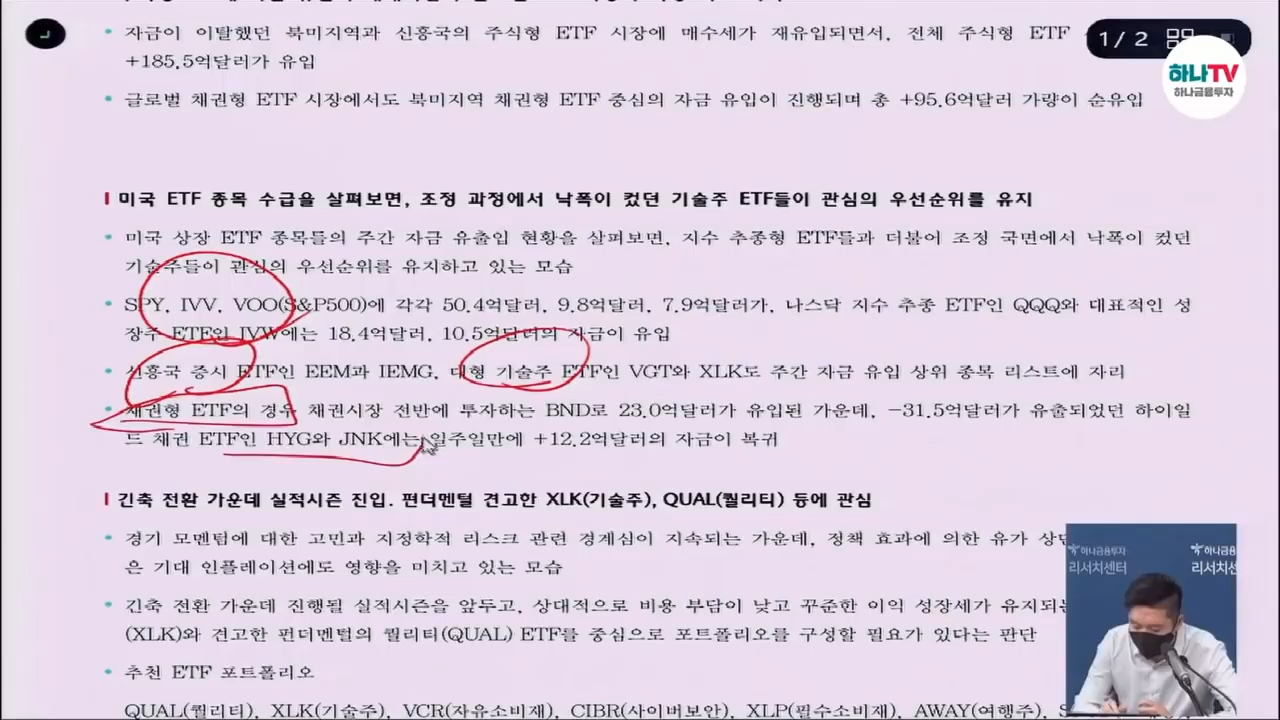 자금이 이탈했던 북미지역과 신흥국의 주식형 ETF 시장에 매수세가 재유입되면서, 전체 주식형 ETF
1/2
+185.5억달러가 유입
하나TV
하나금융투자
글로벌 채권형 ETF 시장에서도 북미지역 채권형 ETF 중심의 자금 유입이 진행되며 총 +95.6억달러 가량이 순유입
미국 ETF 종목 수급을 살펴보면, 조정 과정에서 낙폭이 컸던 기술주 ETF들이 관심의 우선순위를 유지
미국 상장 ETF 종목들의 주간 자금 유출입 현황을 살펴보면, 지수 추종형 ETF들과 더불어 조정 국면에서 낙폭이 컸던
기술주들이 관심의 우선순위를 유지하고 있는 모습
SPY, IVV, VOO(S&P500)에 각각 50.4억달러, 9.8억달러, 7.9억달러가, 나스닥 지수 추종 ETF인 QQQ와 대표적인 성
장주 ETF인 IVW에는 18.4억달러, 10.5억달러의 자금이 유입
신흥국 증시 ETF인 EEM과 IEMG, 대형 기술주 ETF인 VGT와 XLK도 주간 자금 유입 상위 종목 리스트에 자리
채권형 ETF의 경우 채권시장 전반에 투자하는 BND로 23.0억달러가 유입된 가운데, -31.5억달러가 유출되었던 하이일
드 채권 ETF인 HYG와 JNK에는 일주일만에 +12.2억달러의 자금이 복귀
긴축 전환 가운데 실적시즌 진입. 펀더멘털 견고한 XLK(기술주), QUAL(퀄리티) 등에 관심
경기 모멘텀에 대한 고민과 지정학적 리스크 관련 경계심이 지속되는 가운데, 정책 효과에 의한 유가
은 기대 인플레이션에도 영향을 미치고 있는 모습
긴축 전환 가운데 진행될 실적시즌을 앞두고, 상대적으로 비용 부담이 낮고 꾸준한 이익 성장세가
(XLK)와 견고한 펀더멘털의 퀄리티(QUAL) ETF를 중심으로 포트폴리오를 구성할 필요가 있다는 판단
추천 ETF 포트폴리오
QUAL(퀄리티), XLK(기술주), VCR(자유소비재), CIBR(사이버보안), XLP(필수소비재), AWAY(여행주),
하나금융투자
리서치센터
하나금융
리서치센